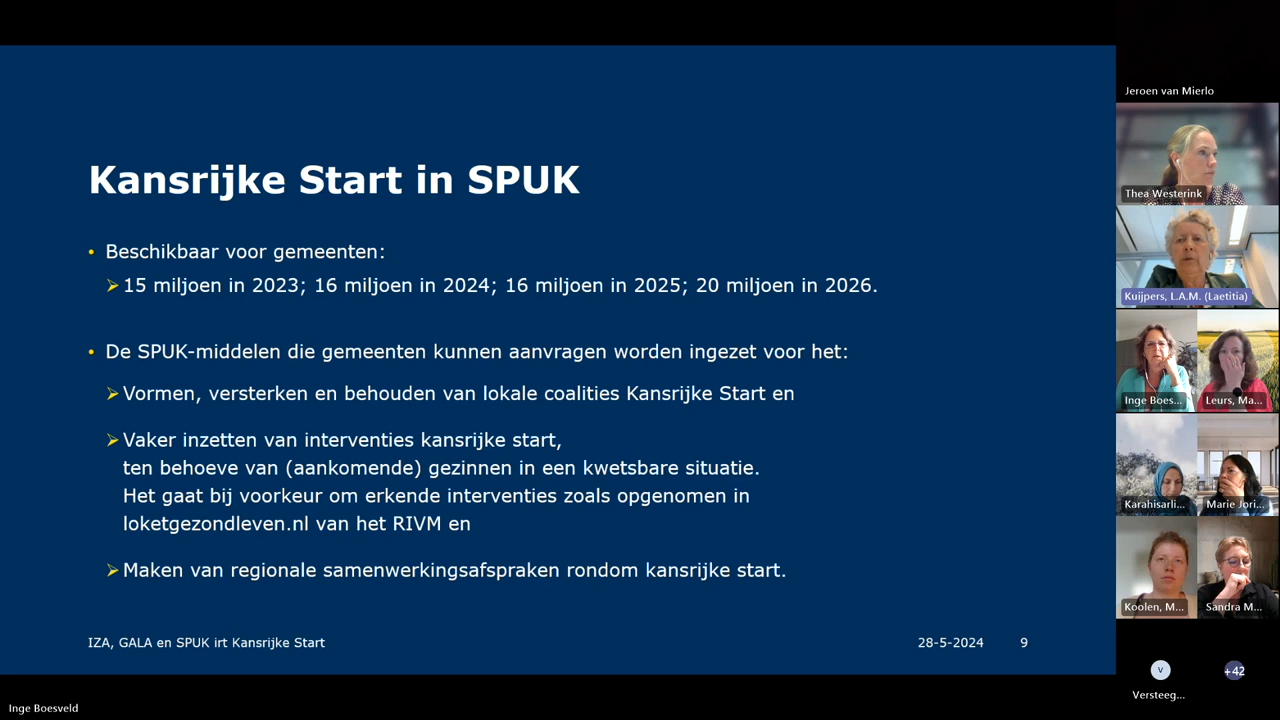 Kansrijke Start in SPUK
• Beschikbaar voor gemeenten:
➢ 15 miljoen in 2023; 16 miljoen in 2024; 16 miljoen in 2025; 20 miljoen in 2026.
• De SPUK-middelen die gemeenten kunnen aanvragen worden ingezet voor het:
➢ Vormen, versterken en behouden van lokale coalities Kansrijke Start en
➢ Vaker inzetten van interventies kansrijke start,
ten behoeve van (aankomende) gezinnen in een kwetsbare situatie.
Het gaat bij voorkeur om erkende interventies zoals opgenomen in
loketgezondleven.nl van het RIVM en
➢ Maken van regionale samenwerkingsafspraken rondom kansrijke start.
IZA, GALA en SPUK irt Kansrijke Start
28-5-2024
9
Inge Boesveld
Jeroen van Mierlo
Thea Westerink
Kuijpers, L.A.M. (Laetitia)
Inge Boes...
Leurs, Ma...
Karahisarli...
Marie Jori...
Koolen, M...
Sandra M...
V
+42
Versteeg...